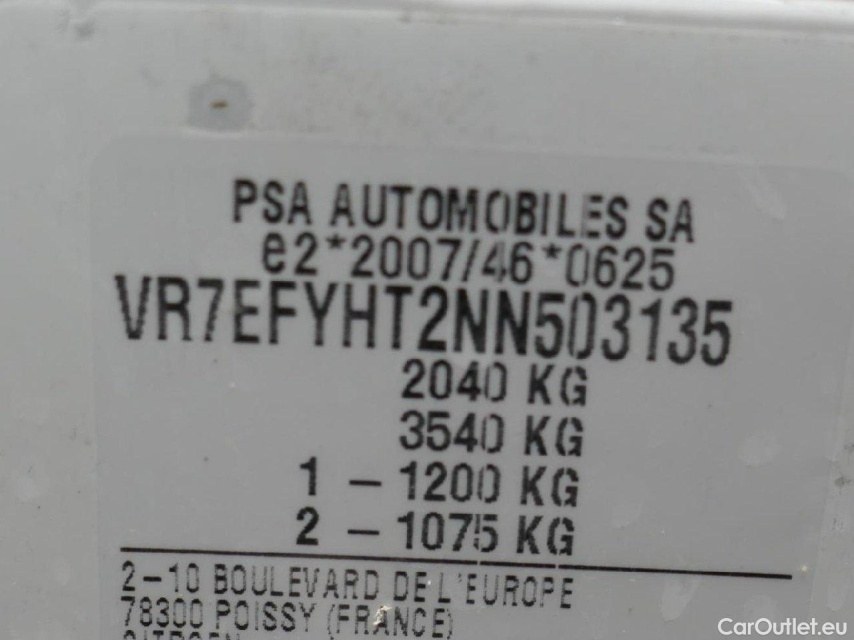 PSA AUTOMOBILES SA
e2*2007/46*0625
VR7EFYHT2NN503135
2040 KG
3540 KG
1 - 1200 KG
2 - 1075 KG
2-10 BOULEVARD DE L'EUROPE
78300 POISSY (FRANCE)
CITROEN
CarOutlet.eu